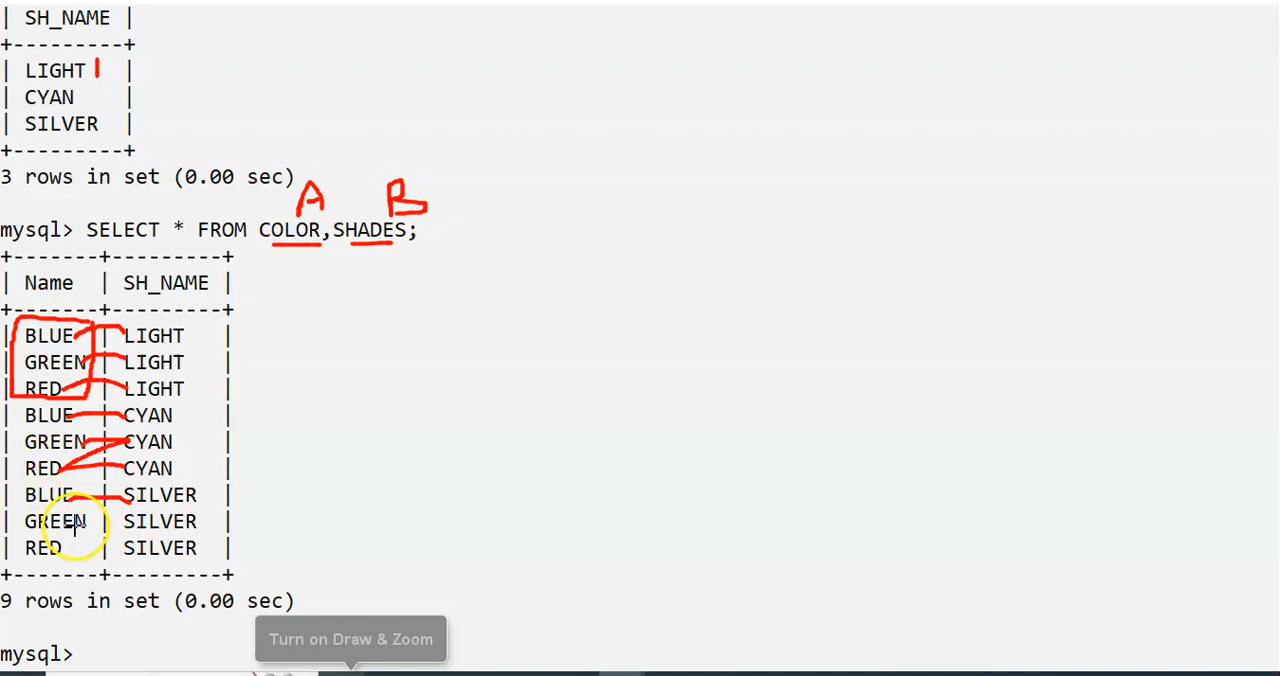 | SH_NAME |
+---------+
| LIGHT 1 |
| CYAN    |
| SILVER  |
+---------+
3 rows in set (0.00 sec)
A B
mysql> SELECT * FROM COLOR,SHADES;
+-------+---------+
| Name  | SH_NAME |
+-------+---------+
| BLUE  | LIGHT   |
| GREEN | LIGHT   |
| RED   | LIGHT   |
| BLUE  | CYAN    |
| GREEN | CYAN    |
| RED   | CYAN    |
| BLUE  | SILVER  |
| GREEN | SILVER  |
| RED   | SILVER  |
+-------+---------+
9 rows in set (0.00 sec)
Turn on Draw & Zoom
mysql>